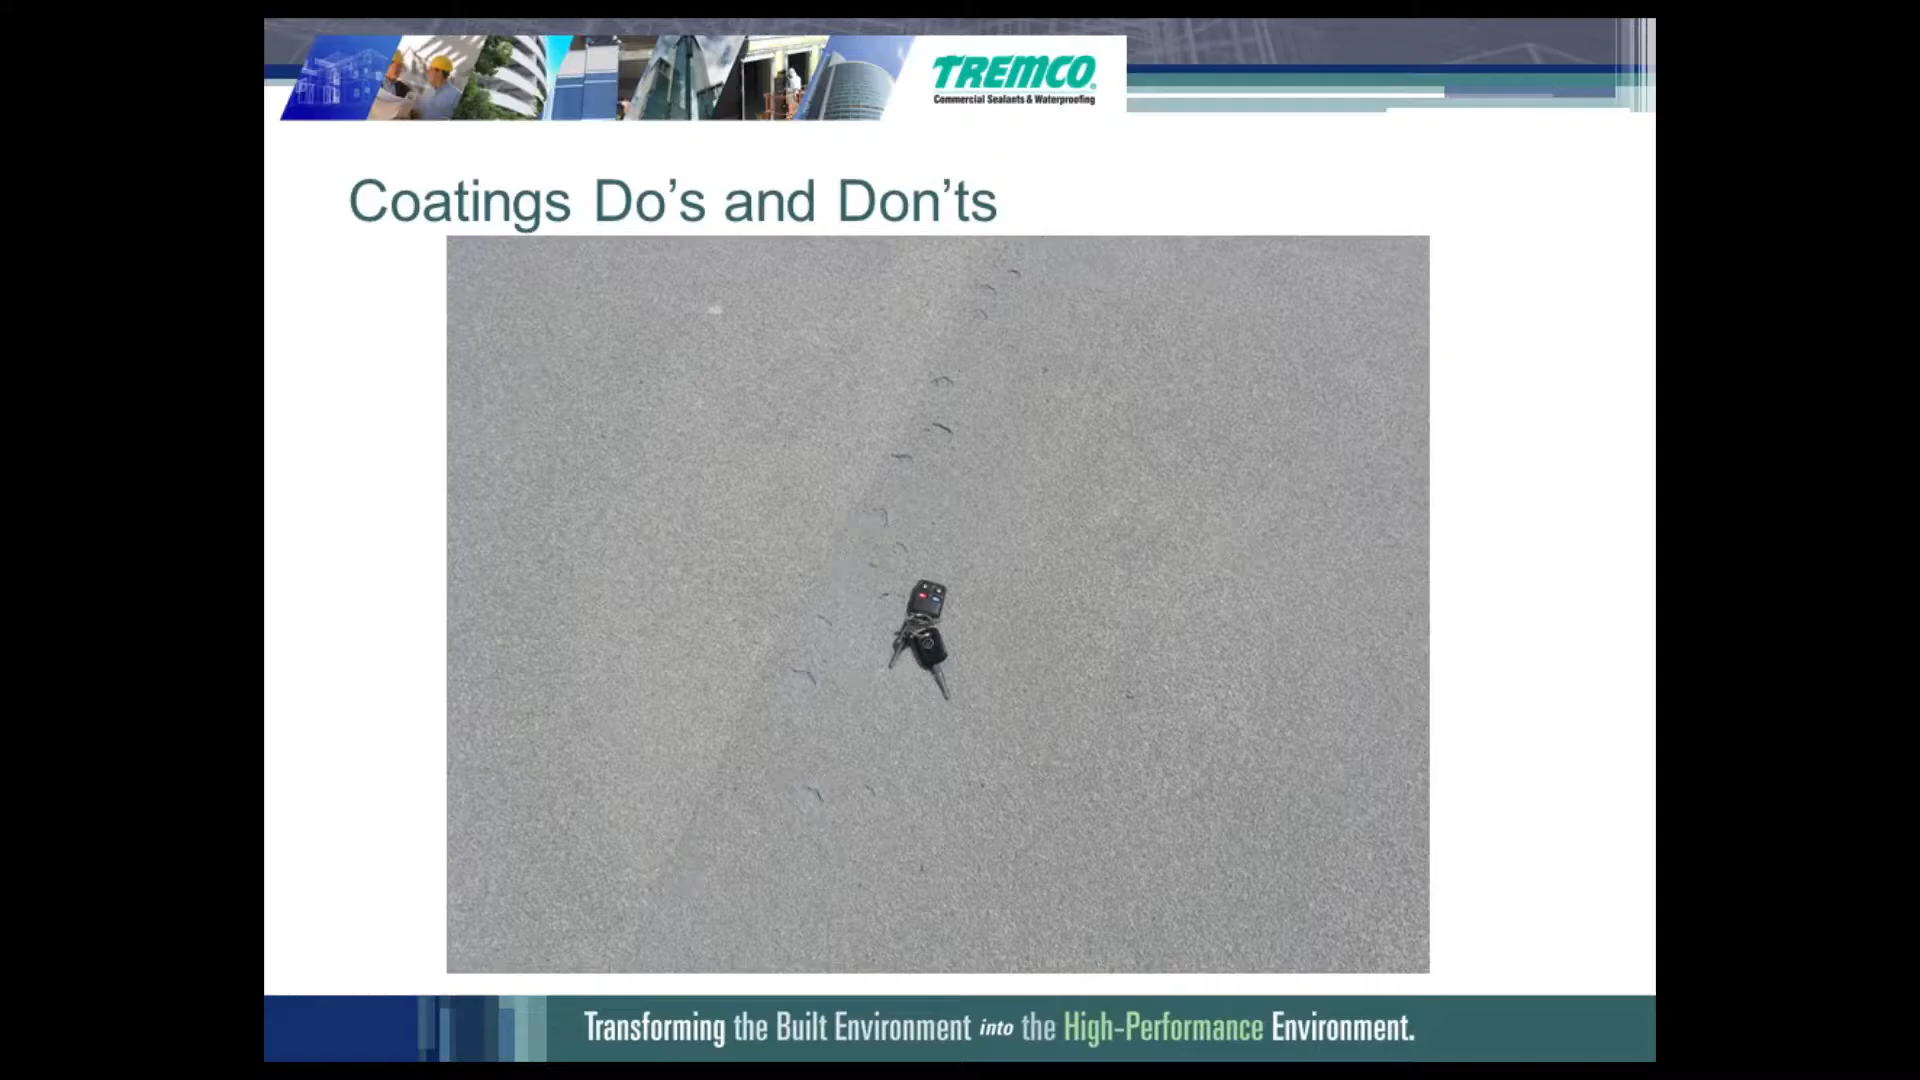 TREMCO
Commercial Sealants & Waterproofing
Coatings Do’s and Don’ts
Transforming the Built Environment into the High-Performance Environment.